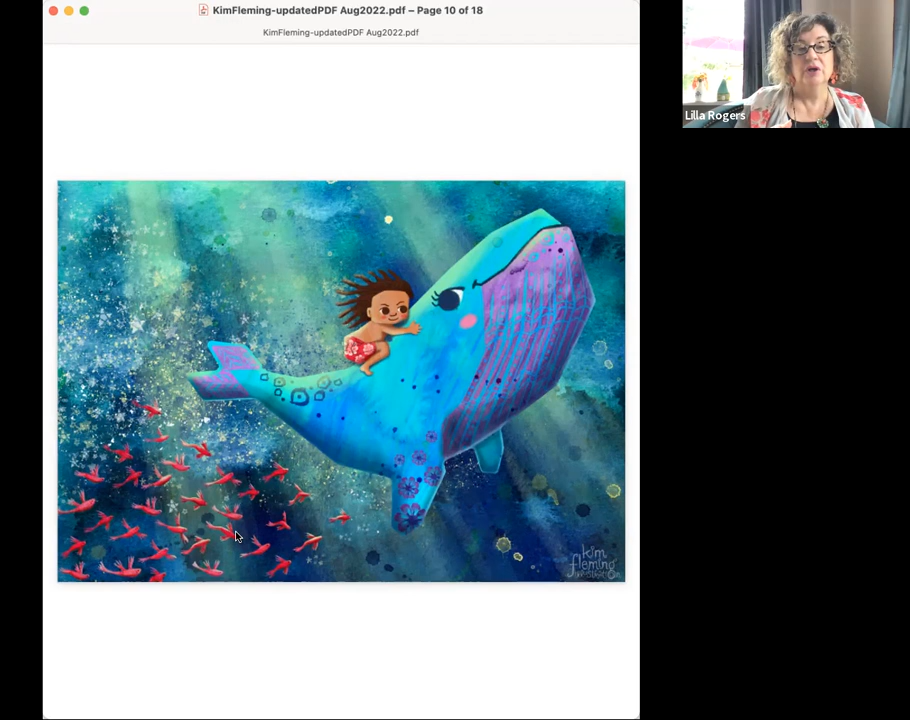 KimFleming-updatedPDF Aug2022.pdf – Page 10 of 18
KimFleming-updatedPDF Aug2022.pdf
Lilla Rogers
kim
fleming